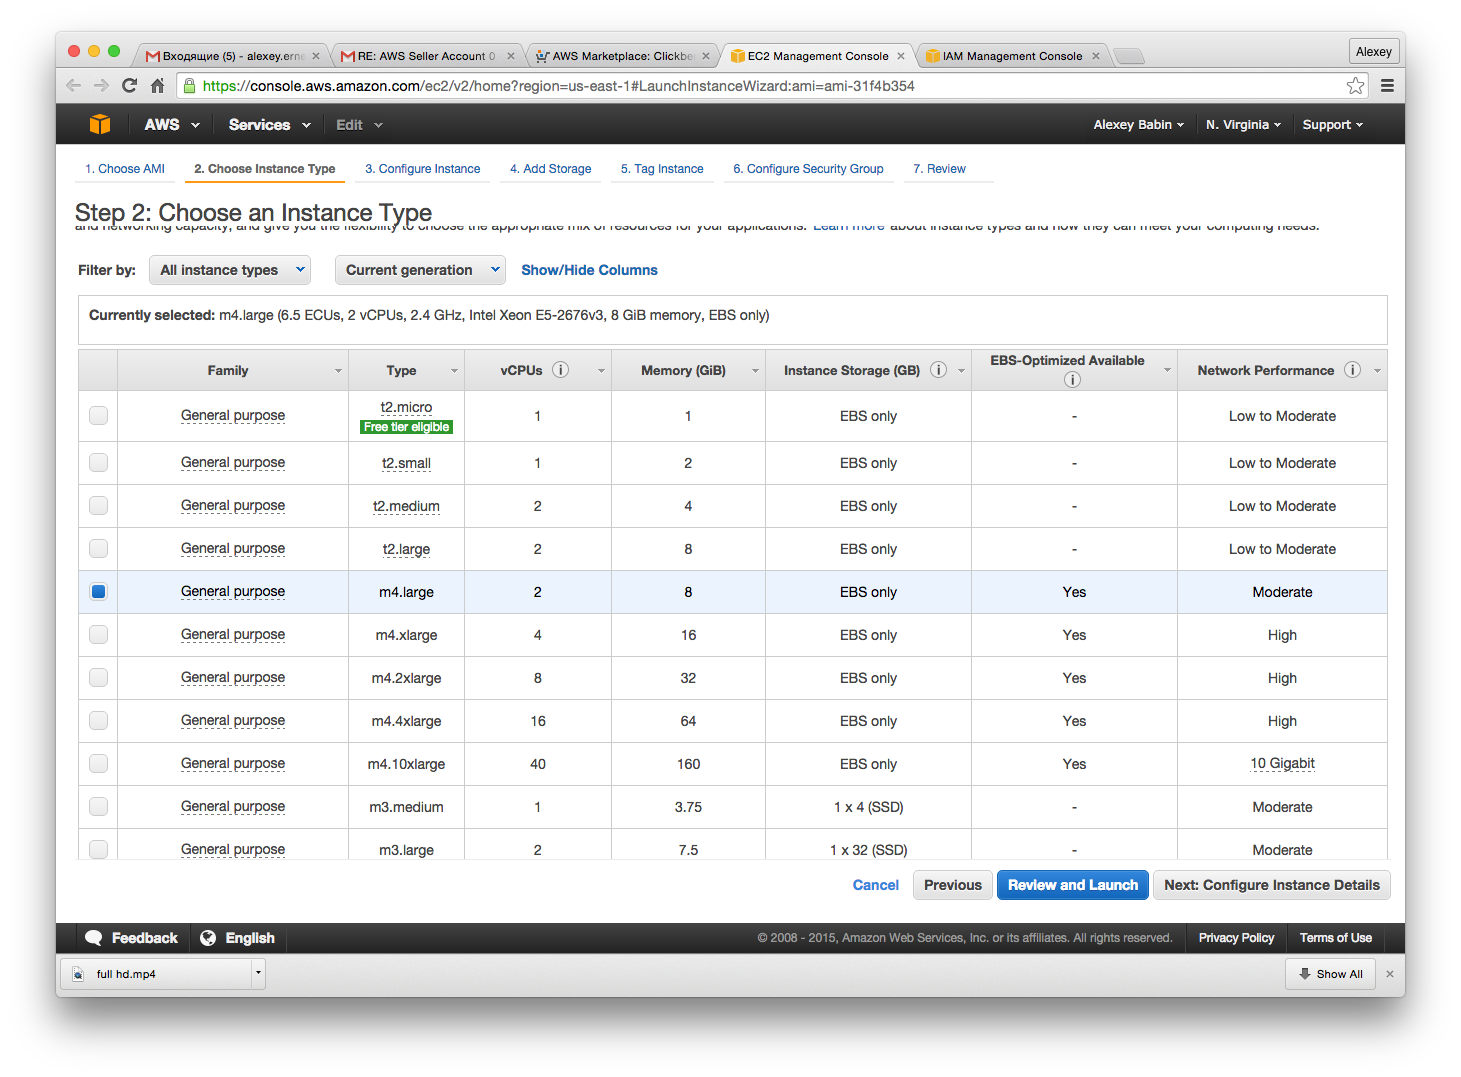 Входящие (5) - alexey.erne
RE: AWS Seller Account 0
AWS Marketplace: Clickbe
EC2 Management Console
IAM Management Console
Alexey
https://console.aws.amazon.com/ec2/v2/home?region=us-east-1#LaunchInstanceWizard:ami=ami-31f4b354
AWS Services Edit Alexey Babin N. Virginia Support
1. Choose AMI 2. Choose Instance Type 3. Configure Instance 4. Add Storage 5. Tag Instance 6. Configure Security Group 7. Review
Step 2: Choose an Instance Type
and networking capacity, and give you the flexibility to choose the appropriate mix of resources for your applications. Learn more about instance types and how they can meet your computing needs.
Filter by: All instance types Current generation Show/Hide Columns
Currently selected: m4.large (6.5 ECUs, 2 vCPUs, 2.4 GHz, Intel Xeon E5-2676v3, 8 GiB memory, EBS only)
Family Type vCPUs Memory (GiB) Instance Storage (GB) EBS-Optimized Available Network Performance
General purpose t2.micro 1 1 EBS only - Low to Moderate
Free tier eligible
General purpose t2.small 1 2 EBS only - Low to Moderate
General purpose t2.medium 2 4 EBS only - Low to Moderate
General purpose t2.large 2 8 EBS only - Low to Moderate
General purpose m4.large 2 8 EBS only Yes Moderate
General purpose m4.xlarge 4 16 EBS only Yes High
General purpose m4.2xlarge 8 32 EBS only Yes High
General purpose m4.4xlarge 16 64 EBS only Yes High
General purpose m4.10xlarge 40 160 EBS only Yes 10 Gigabit
General purpose m3.medium 1 3.75 1 x 4 (SSD) - Moderate
General purpose m3.large 2 7.5 1 x 32 (SSD) - Moderate
Cancel Previous Review and Launch Next: Configure Instance Details
Feedback English © 2008 - 2015, Amazon Web Services, Inc. or its affiliates. All rights reserved. Privacy Policy Terms of Use
full hd.mp4 Show All